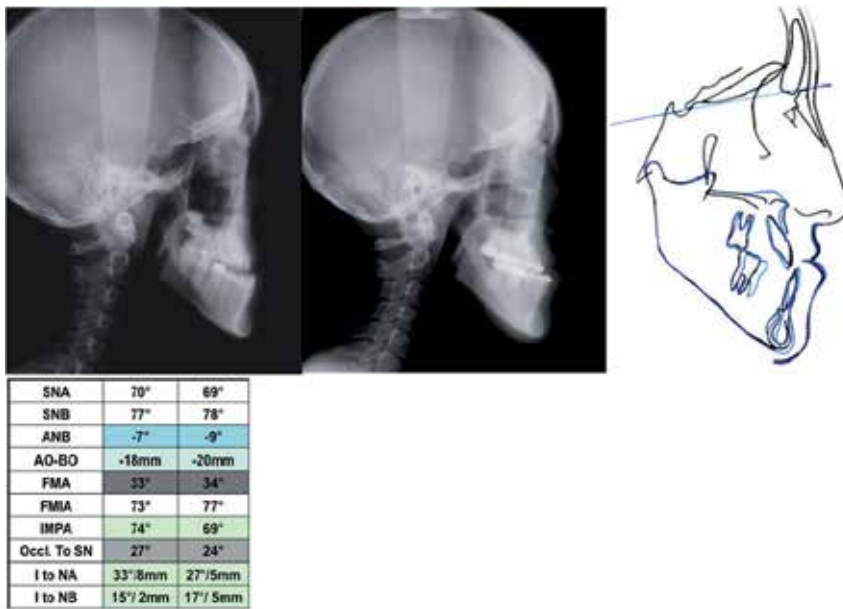 SNA 70° 69°
SNB 77° 78°
ANB -7° -9°
AO-BO -18mm -20mm
FMA 33° 34°
FMIA 73° 77°
IMPA 74° 69°
Occl. To SN 27° 24°
I to NA 33°/8mm 27°/5mm
I to NB 15°/ 2mm 17°/ 5mm